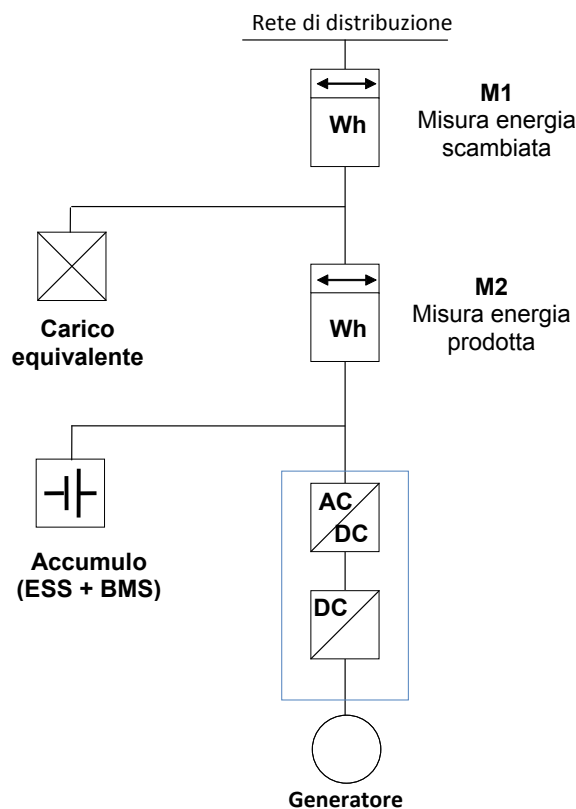 Rete di distribuzione
M1
Misura energia
scambiata
Wh
Carico
equivalente
M2
Misura energia
prodotta
Wh
Accumulo
(ESS + BMS)
AC
DC
DC
Generatore